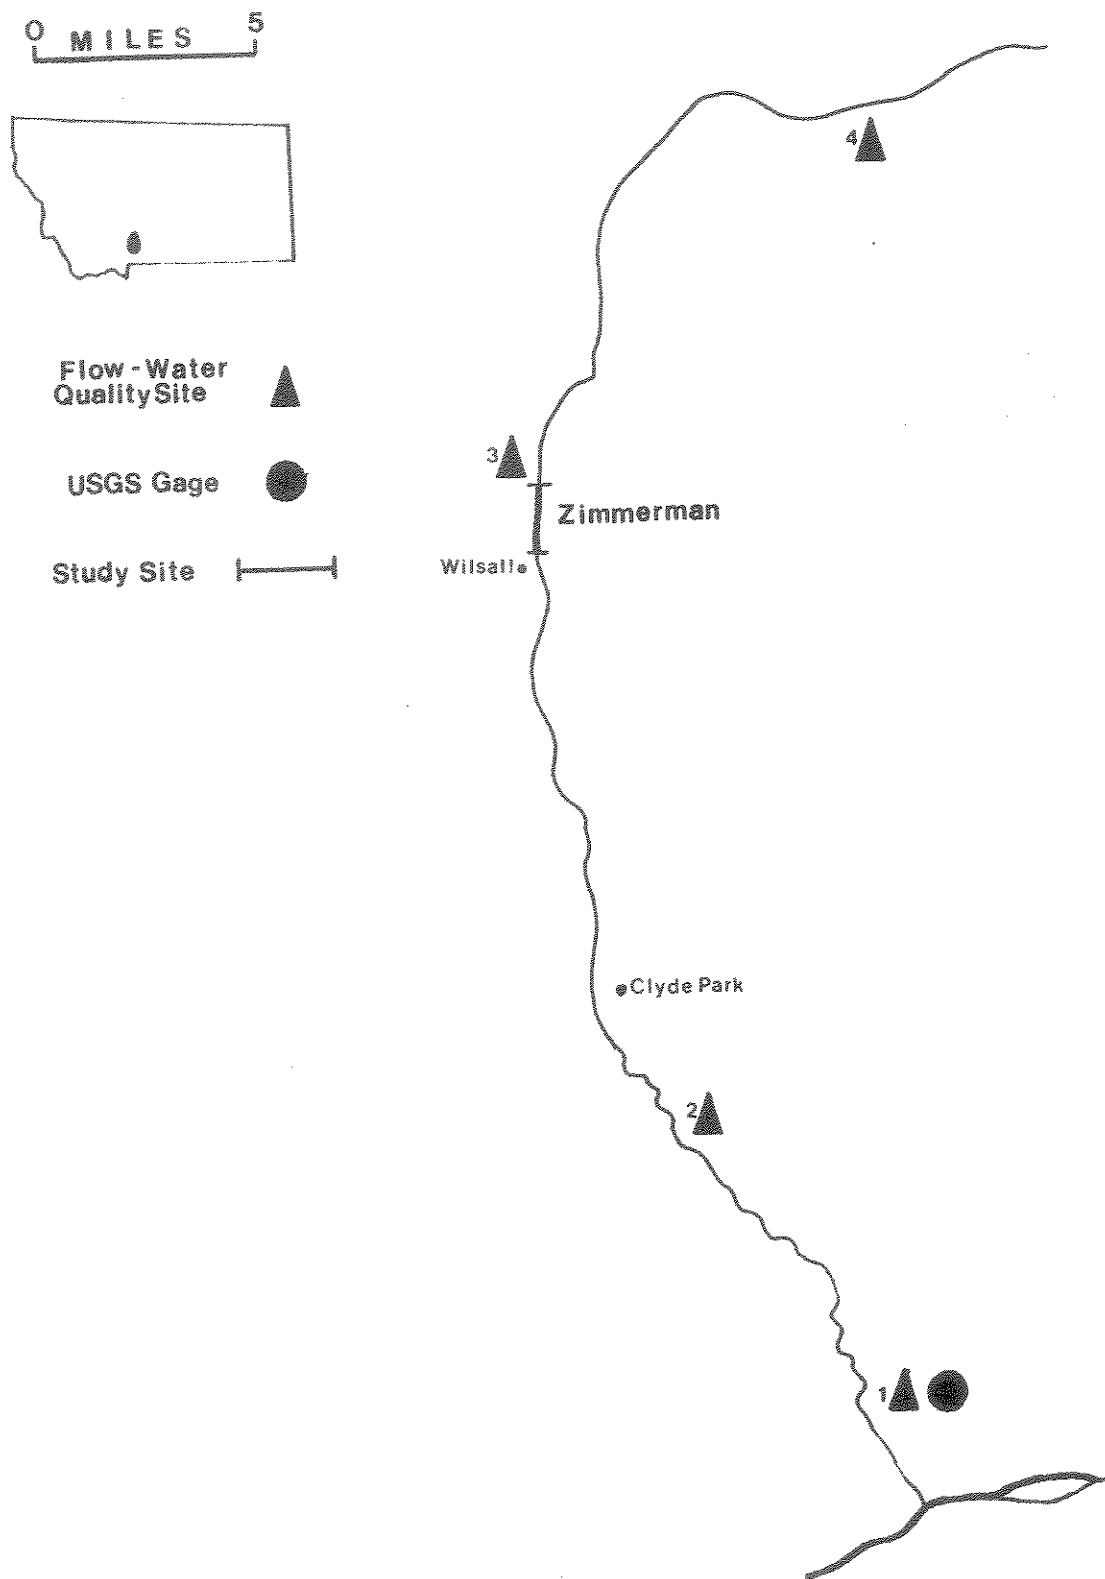 0 MILES 5
4
Flow-Water
Quality Site
3
USGS Gage
Zimmerman
Wilsall
Study Site
Clyde Park
2
1